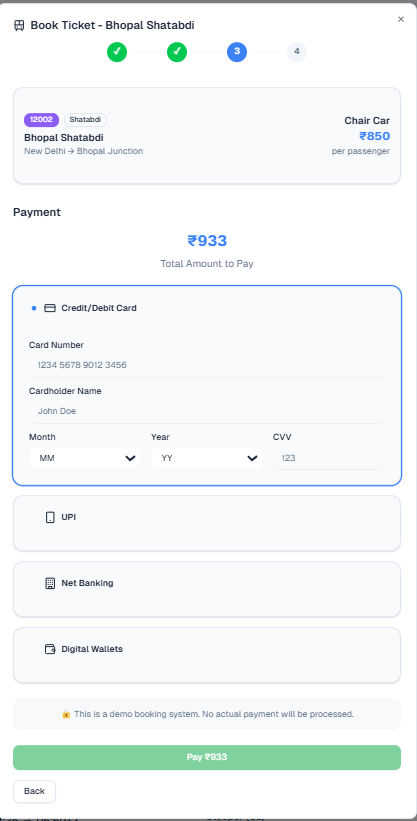 Book Ticket - Bhopal Shatabdi
×
✓ ✓ 3 4
12002 Shatabdi
Chair Car
Bhopal Shatabdi
₹850
New Delhi → Bhopal Junction
per passenger
Payment
₹933
Total Amount to Pay
Credit/Debit Card
Card Number
1234 5678 9012 3456
Cardholder Name
John Doe
Month Year CVV
MM YY 123
UPI
Net Banking
Digital Wallets
🔒 This is a demo booking system. No actual payment will be processed.
Pay ₹933
Back